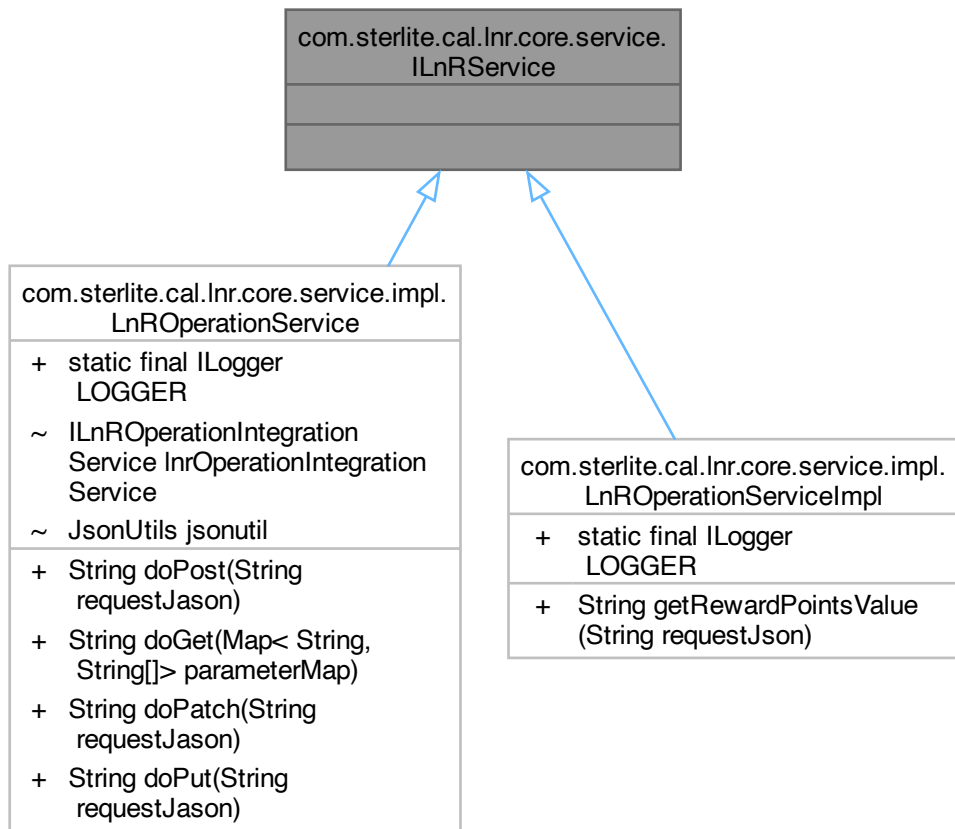 com.sterlite.cal.lnr.core.service.
ILnRService
com.sterlite.cal.lnr.core.service.impl.
LnROperationService
+ static final ILogger
LOGGER
~ ILnROperationIntegration
Service lnrOperationIntegration
Service
~ JsonUtils jsonutil
+ String doPost(String
requestJason)
+ String doGet(Map< String,
String[]> parameterMap)
+ String doPatch(String
requestJason)
+ String doPut(String
requestJason)
com.sterlite.cal.lnr.core.service.impl.
LnROperationServiceImpl
+ static final ILogger
LOGGER
+ String getRewardPointsValue
(String requestJson)